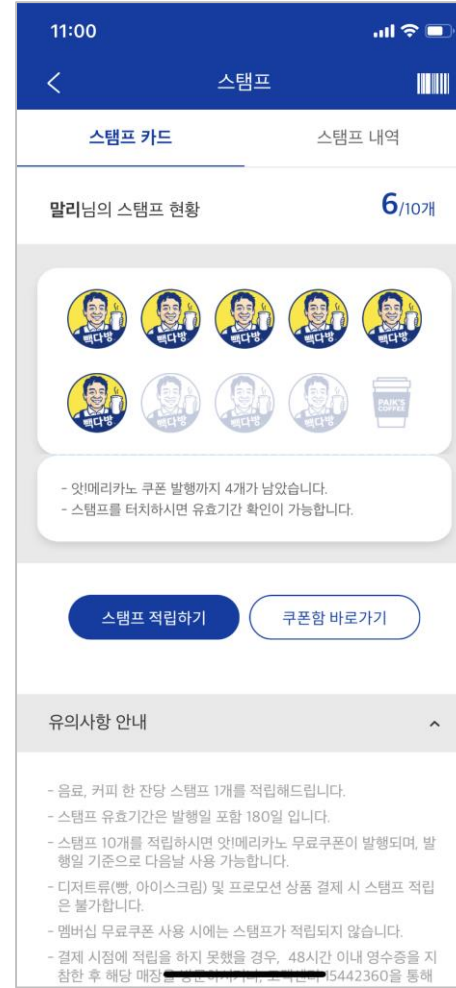 11:00
스탬프
스탬프 카드
스탬프 내역
말리님의 스탬프 현황
6/10개
빽다방 빽다방 빽다방 빽다방 빽다방
빽다방 빽다방 빽다방 빽다방 PAIK'S COFFEE
- 앗!메리카노 쿠폰 발행까지 4개가 남았습니다.
- 스탬프를 터치하시면 유효기간 확인이 가능합니다.
스탬프 적립하기
쿠폰함 바로가기
유의사항 안내
- 음료, 커피 한 잔당 스탬프 1개를 적립해드립니다.
- 스탬프 유효기간은 발행일 포함 180일 입니다.
- 스탬프 10개를 적립하시면 앗!메리카노 무료쿠폰이 발행되며, 발
행일 기준으로 다음날 사용 가능합니다.
- 디저트류(빵, 아이스크림) 및 프로모션 상품 결제 시 스탬프 적립
은 불가합니다.
- 멤버십 무료쿠폰 사용 시에는 스탬프가 적립되지 않습니다.
- 결제 시점에 적립을 하지 못했을 경우, 48시간 이내 영수증을 지
참한 후 해당 매장을 15442360을 통해